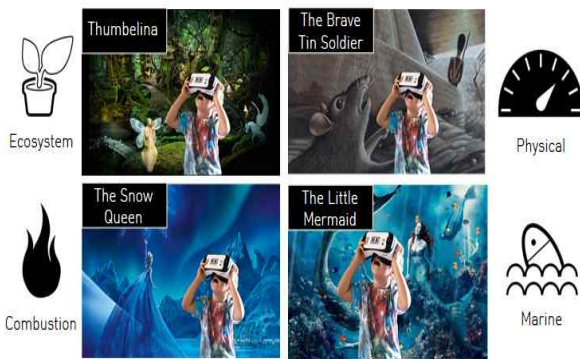 Thumbelina
The Brave
Tin Soldier
Ecosystem
Physical
The Snow
Queen
The Little
Mermaid
Combustion
Marine